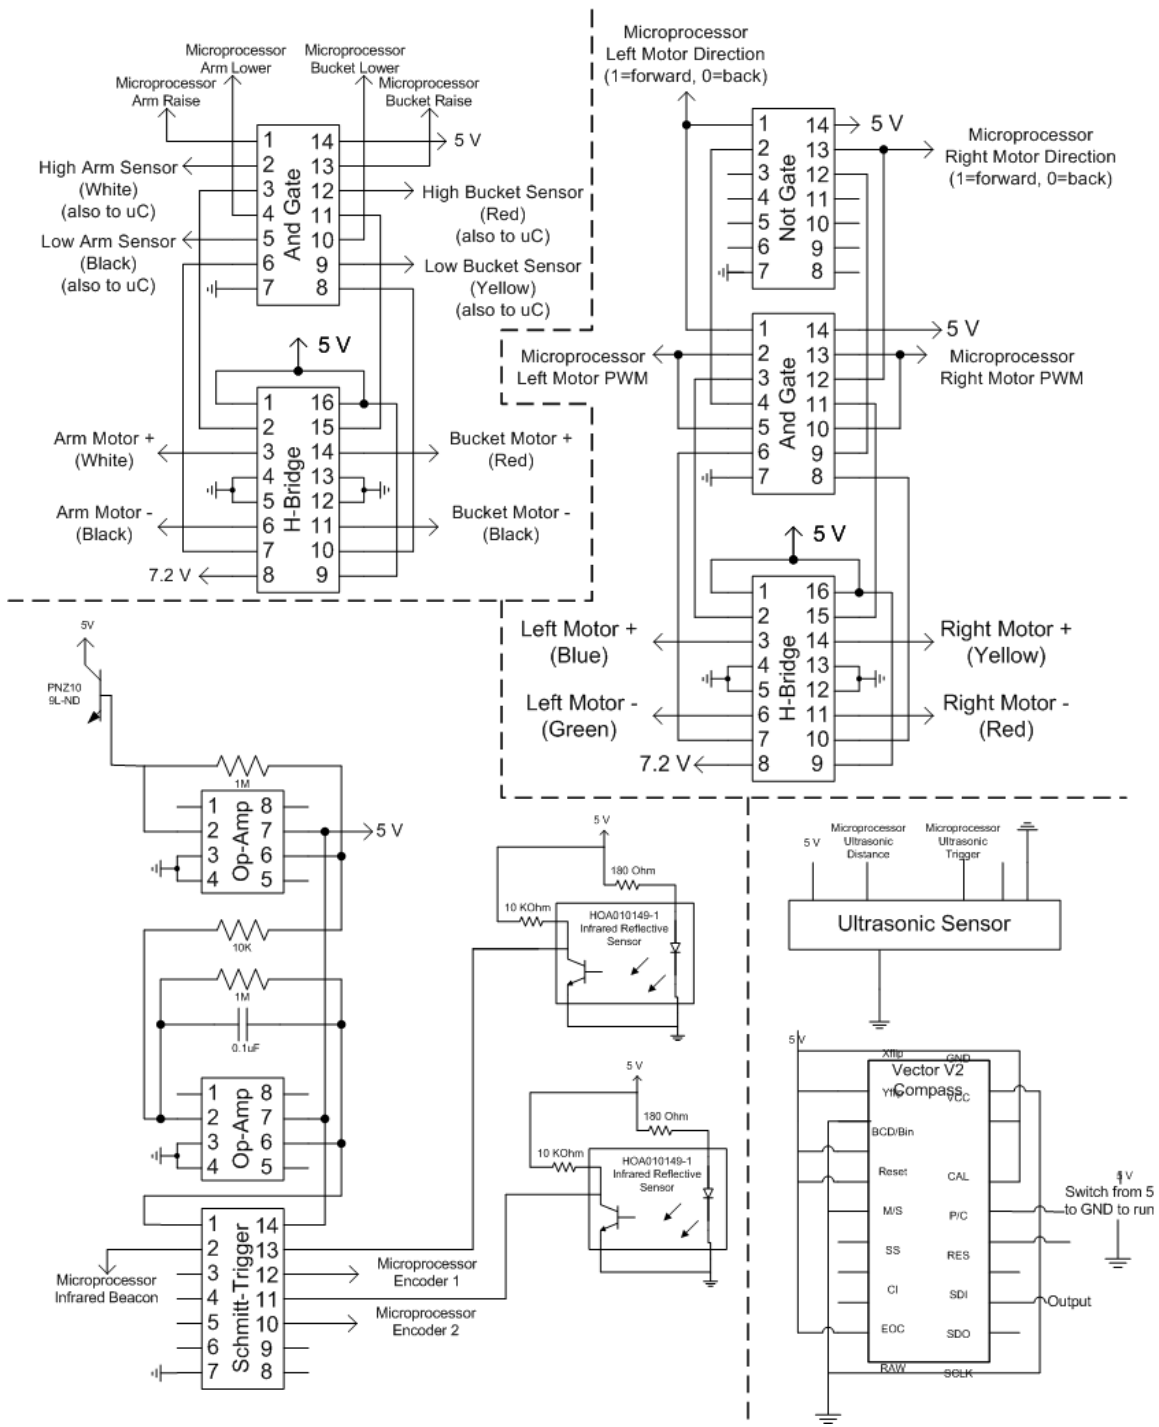 Microprocessor
Arm Lower
Microprocessor
Bucket Lower
Microprocessor
Arm Raise
Microprocessor
Bucket Raise
High Arm Sensor
(White)
(also to uC)
Low Arm Sensor
(Black)
(also to uC)
And Gate
1 14
2 13
3 12
4 11
5 10
6 9
7 8
5 V
High Bucket Sensor
(Red)
(also to uC)
Low Bucket Sensor
(Yellow)
(also to uC)
5 V
H-Bridge
1 16
2 15
3 14
4 13
5 12
6 11
7 10
8 9
Arm Motor +
(White)
Arm Motor -
(Black)
7.2 V
Bucket Motor +
(Red)
Bucket Motor -
(Black)
Microprocessor
Left Motor Direction
(1=forward, 0=back)
Not Gate
1 14
2 13
3 12
4 11
5 10
6 9
7 8
5 V
Microprocessor
Right Motor Direction
(1=forward, 0=back)
And Gate
1 14
2 13
3 12
4 11
5 10
6 9
7 8
5 V
Microprocessor
Left Motor PWM
Microprocessor
Right Motor PWM
5 V
H-Bridge
1 16
2 15
3 14
4 13
5 12
6 11
7 10
8 9
Left Motor +
(Blue)
Left Motor -
(Green)
7.2 V
Right Motor +
(Yellow)
Right Motor -
(Red)
5V
PNZ10
9L-ND
1M
Op-Amp
1 8
2 7
3 6
4 5
5 V
10K
1M
0.1uF
Op-Amp
1 8
2 7
3 6
4 5
Schmitt-Trigger
1 14
2 13
3 12
4 11
5 10
6 9
7 8
Microprocessor
Infrared Beacon
Microprocessor
Encoder 1
Microprocessor
Encoder 2
5 V
180 Ohm
10 KOhm
HOA010149-1
Infrared Reflective
Sensor
5 V
180 Ohm
10 KOhm
HOA010149-1
Infrared Reflective
Sensor
5 V
Microprocessor
Ultrasonic
Distance
Microprocessor
Ultrasonic
Trigger
Ultrasonic Sensor
5 V
Xflip GND
Vector V2
Compass
Yflip VCC
BCD/Bin
Reset CAL
M/S P/C
SS RES
CI SDI
EOC SDO
RAW SCLK
5 V
Switch from 5
to GND to run
Output